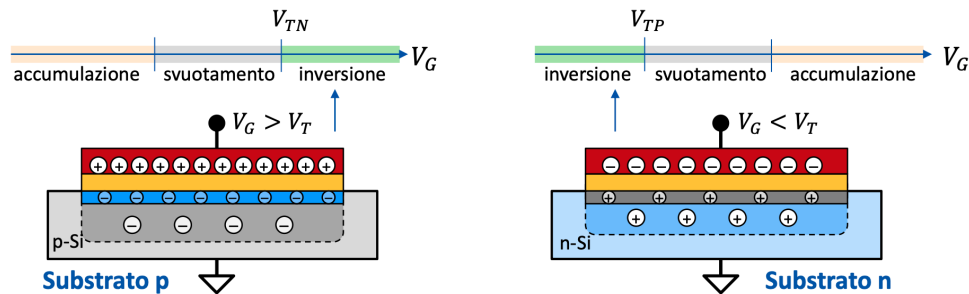 V_TN
V_G
accumulazione svuotamento inversione
V_G > V_T
+ + + + + + + + + + + +
− − − − − − − −
− − − −
p-Si
Substrato p
V_TP
V_G
inversione svuotamento accumulazione
V_G < V_T
− − − − − − − − −
+ + + + +
+ + + +
n-Si
Substrato n